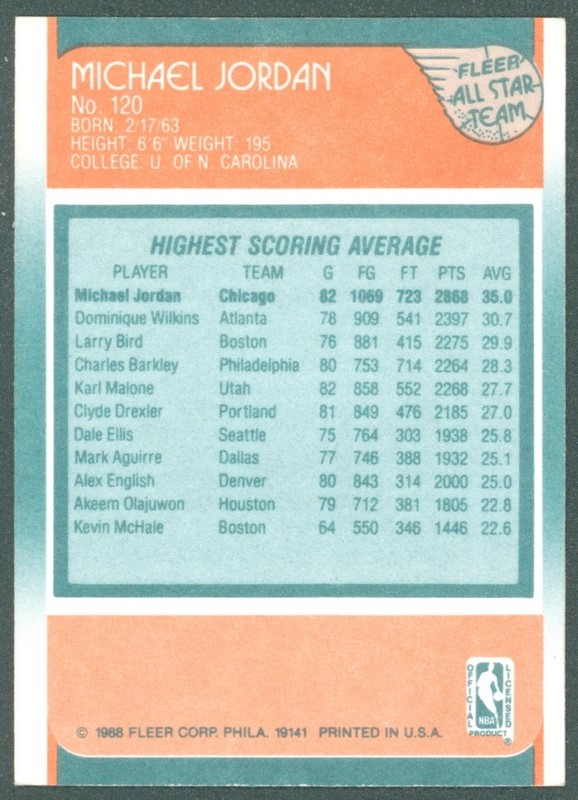 MICHAEL JORDAN
No. 120
BORN: 2/17/63
HEIGHT: 6'6" WEIGHT: 195
COLLEGE: U. OF N. CAROLINA
FLEER
ALL STAR
TEAM
HIGHEST SCORING AVERAGE
PLAYER TEAM G FG FT PTS AVG
Michael Jordan Chicago 82 1069 723 2868 35.0
Dominique Wilkins Atlanta 78 909 541 2397 30.7
Larry Bird Boston 76 881 415 2275 29.9
Charles Barkley Philadelphia 80 753 714 2264 28.3
Karl Malone Utah 82 858 552 2268 27.7
Clyde Drexler Portland 81 849 476 2185 27.0
Dale Ellis Seattle 75 764 303 1938 25.8
Mark Aguirre Dallas 77 746 388 1932 25.1
Alex English Denver 80 843 314 2000 25.0
Akeem Olajuwon Houston 79 712 381 1805 22.8
Kevin McHale Boston 64 550 346 1446 22.6
© 1988 FLEER CORP. PHILA. 19141 PRINTED IN U.S.A.
OFFICIAL
LICENSED
NBA
PRODUCT ®